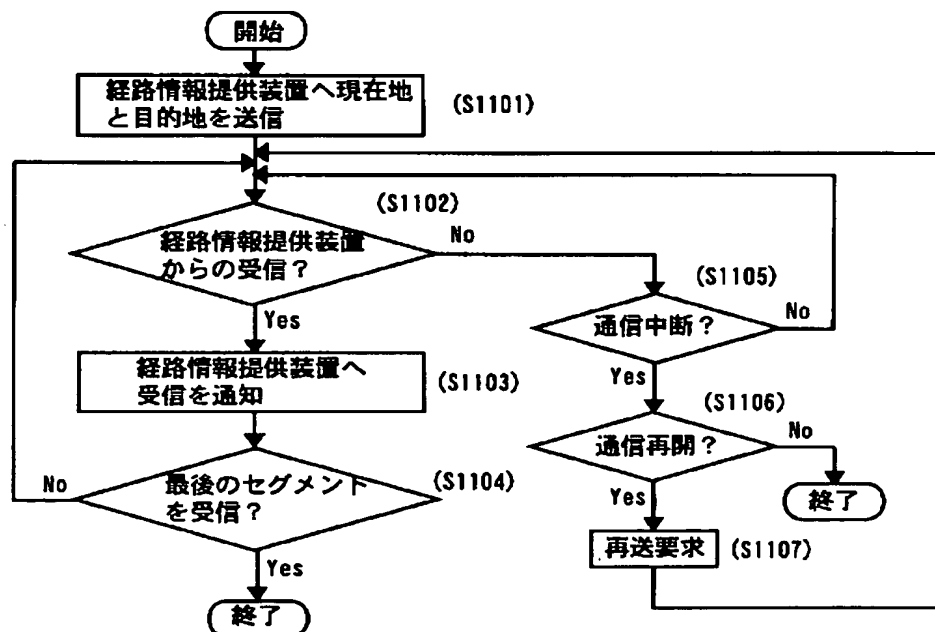 開始
経路情報提供装置へ現在地
と目的地を送信
(S1101)
(S1102)
経路情報提供装置
からの受信？
No
Yes
(S1105)
通信中断？
No
Yes
経路情報提供装置へ
受信を通知
(S1103)
(S1106)
通信再開？
No
Yes
終了
最後のセグメント
を受信？
(S1104)
No
Yes
再送要求
(S1107)
終了